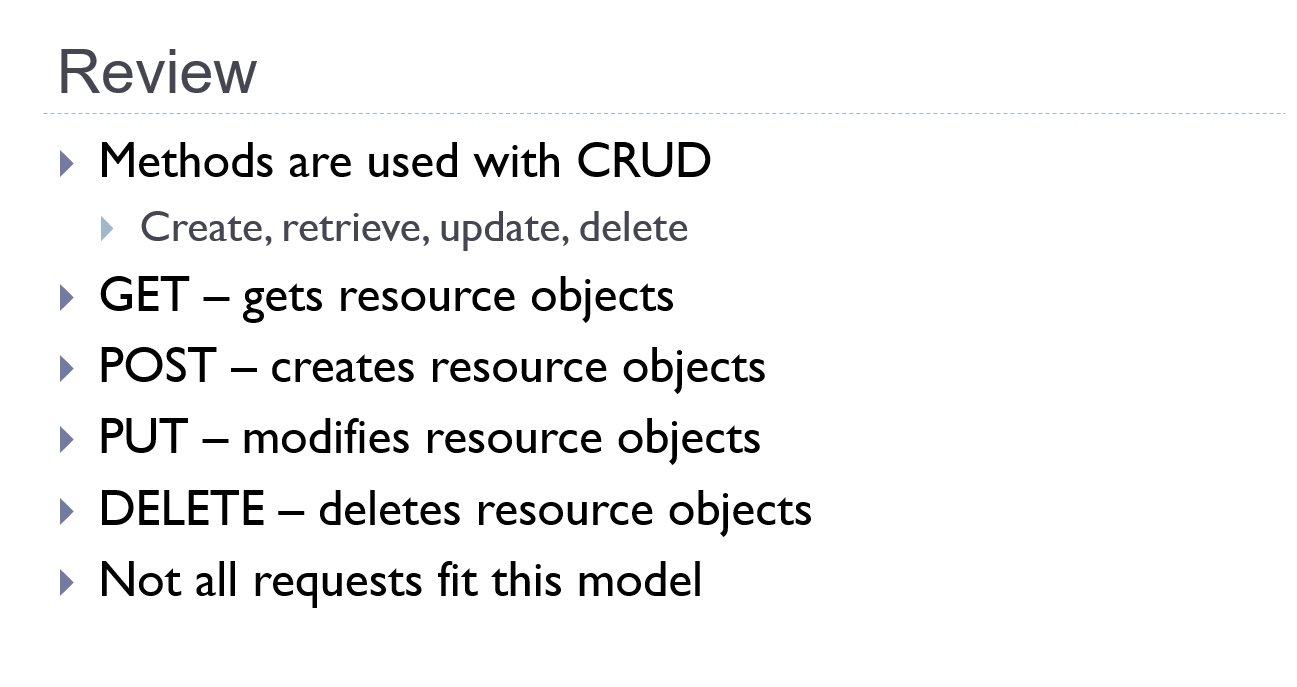 Review
Methods are used with CRUD
Create, retrieve, update, delete
GET – gets resource objects
POST – creates resource objects
PUT – modifies resource objects
DELETE – deletes resource objects
Not all requests fit this model